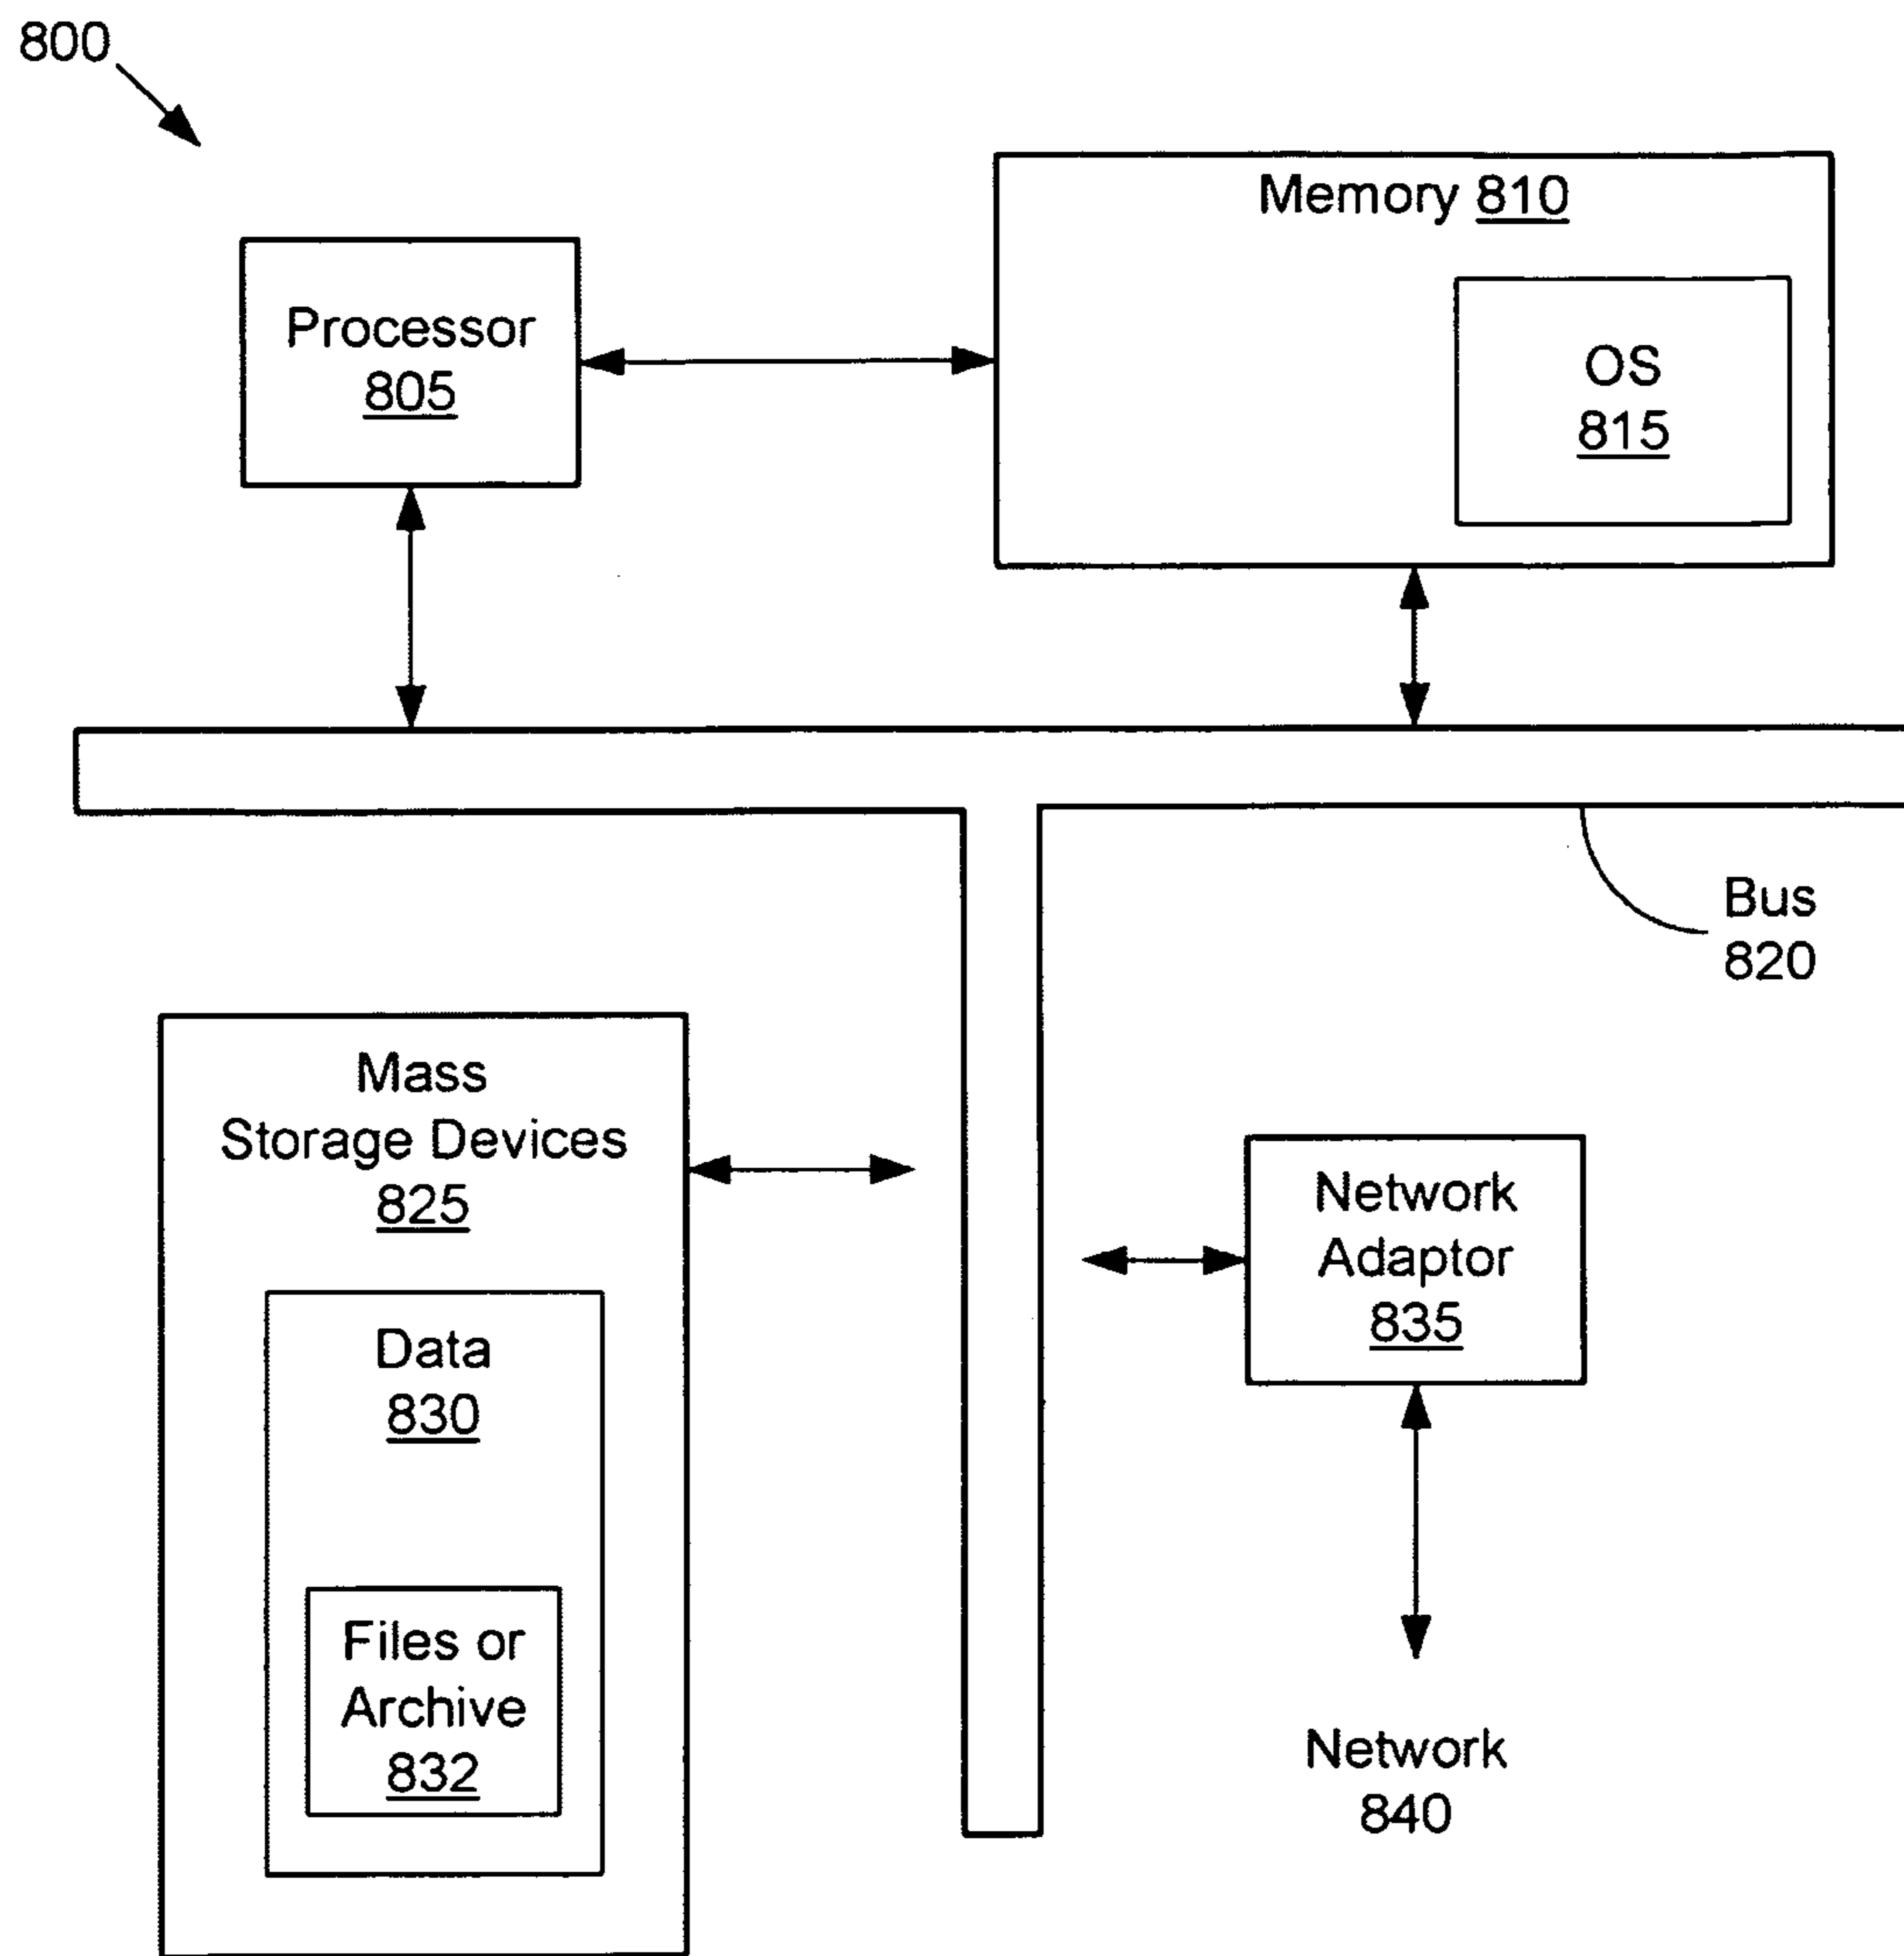 800
Memory 810
Processor
805
OS
815
Bus
820
Mass
Storage Devices
825
Network
Adaptor
835
Data
830
Files or
Archive
832
Network
840